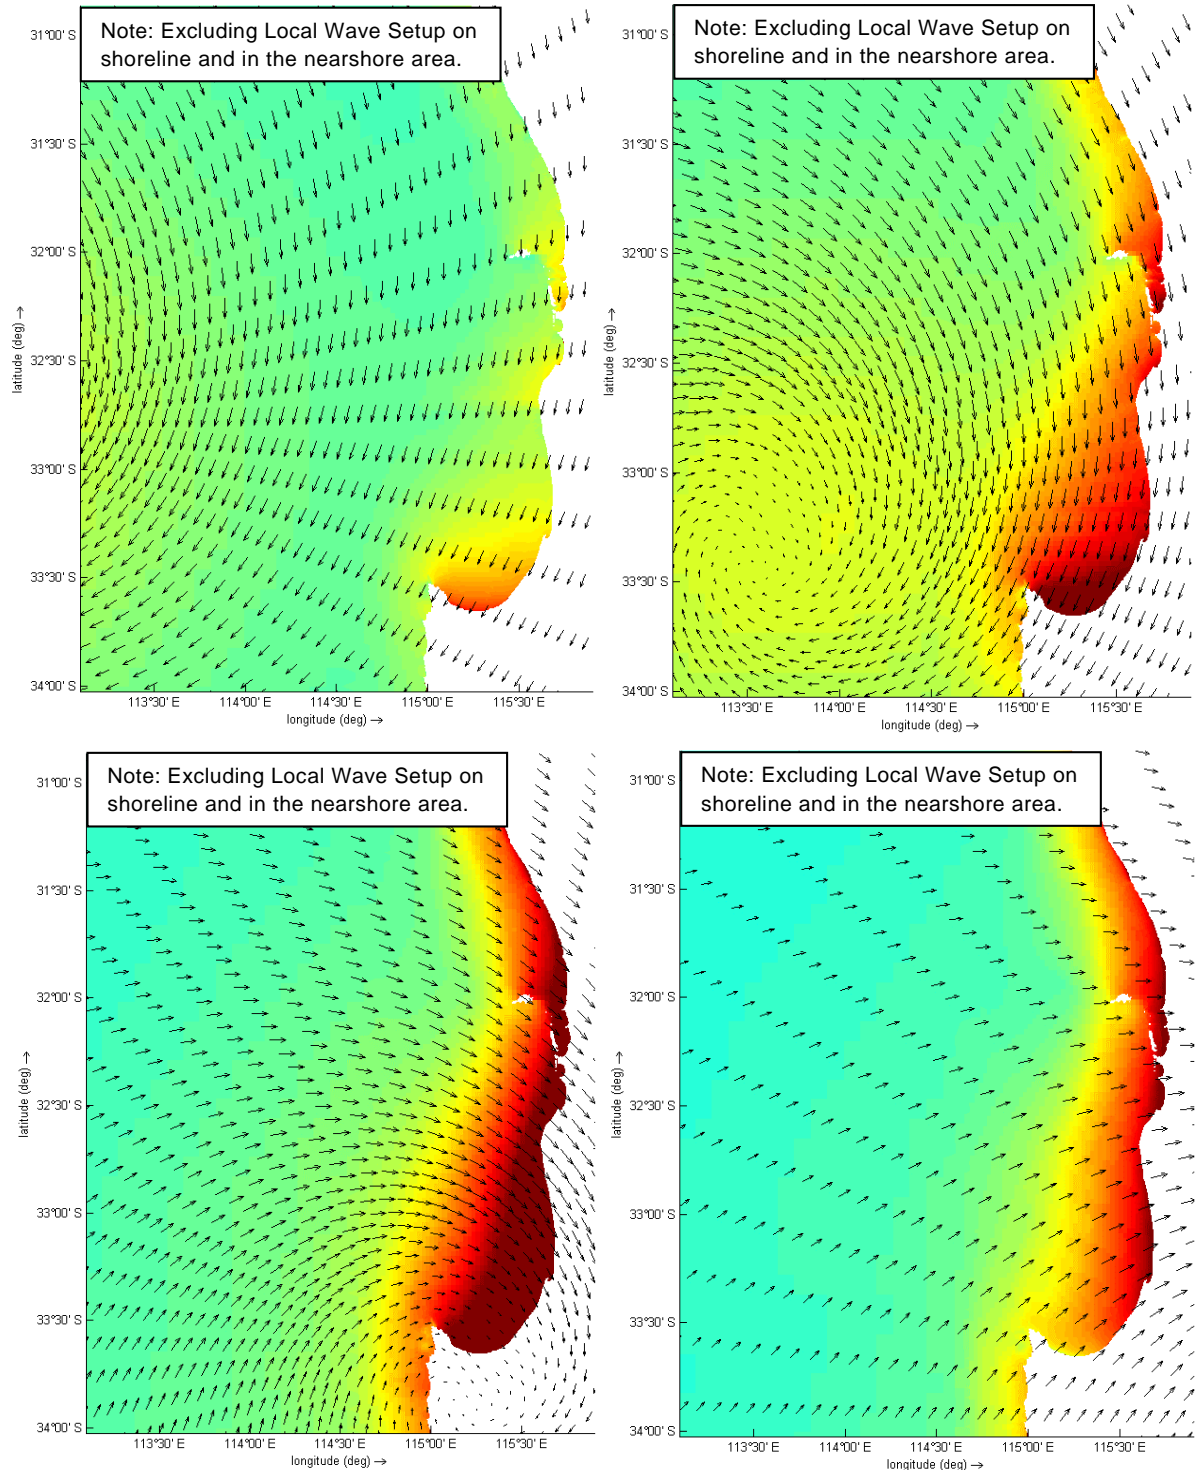 Note: Excluding Local Wave Setup on
shoreline and in the nearshore area.
31°00' S
31°30' S
32°00' S
32°30' S
33°00' S
33°30' S
34°00' S
latitude (deg) →
113°30' E
114°00' E
114°30' E
115°00' E
115°30' E
longitude (deg) →
Note: Excluding Local Wave Setup on
shoreline and in the nearshore area.
31°00' S
31°30' S
32°00' S
32°30' S
33°00' S
33°30' S
34°00' S
latitude (deg) →
113°30' E
114°00' E
114°30' E
115°00' E
115°30' E
longitude (deg) →
Note: Excluding Local Wave Setup on
shoreline and in the nearshore area.
31°00' S
31°30' S
32°00' S
32°30' S
33°00' S
33°30' S
34°00' S
latitude (deg) →
113°30' E
114°00' E
114°30' E
115°00' E
115°30' E
longitude (deg) →
Note: Excluding Local Wave Setup on
shoreline and in the nearshore area.
31°00' S
31°30' S
32°00' S
32°30' S
33°00' S
33°30' S
34°00' S
latitude (deg) →
113°30' E
114°00' E
114°30' E
115°00' E
115°30' E
longitude (deg) →